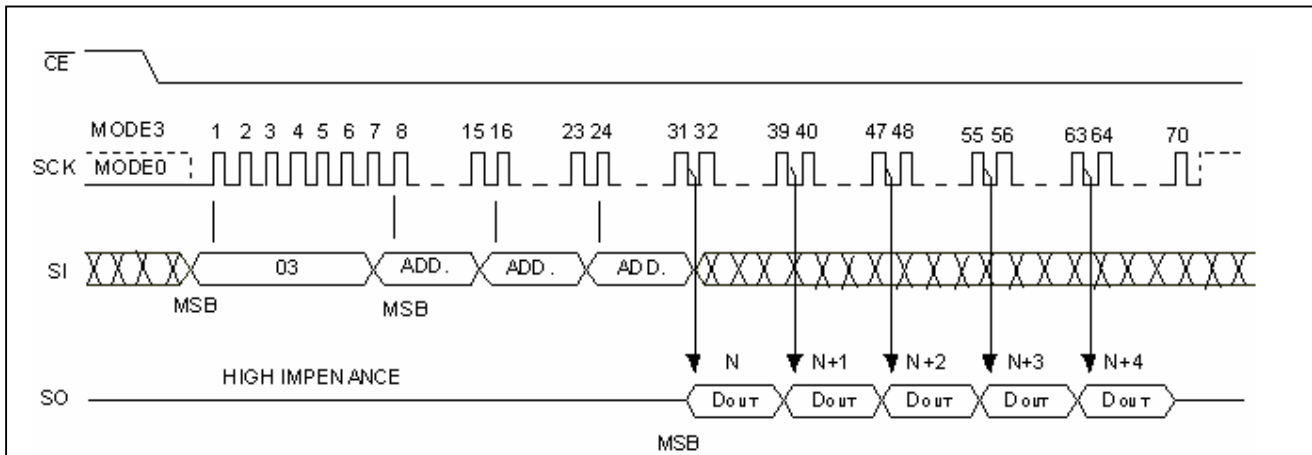 CE
MODE3 1 2 3 4 5 6 7 8 15 16 23 24 31 32 39 40 47 48 55 56 63 64 70
SCK MODE0
SI 03 ADD. ADD. ADD.
MSB MSB
N N+1 N+2 N+3 N+4
HIGH IMPENANCE
SO DOUT DOUT DOUT DOUT DOUT
MSB